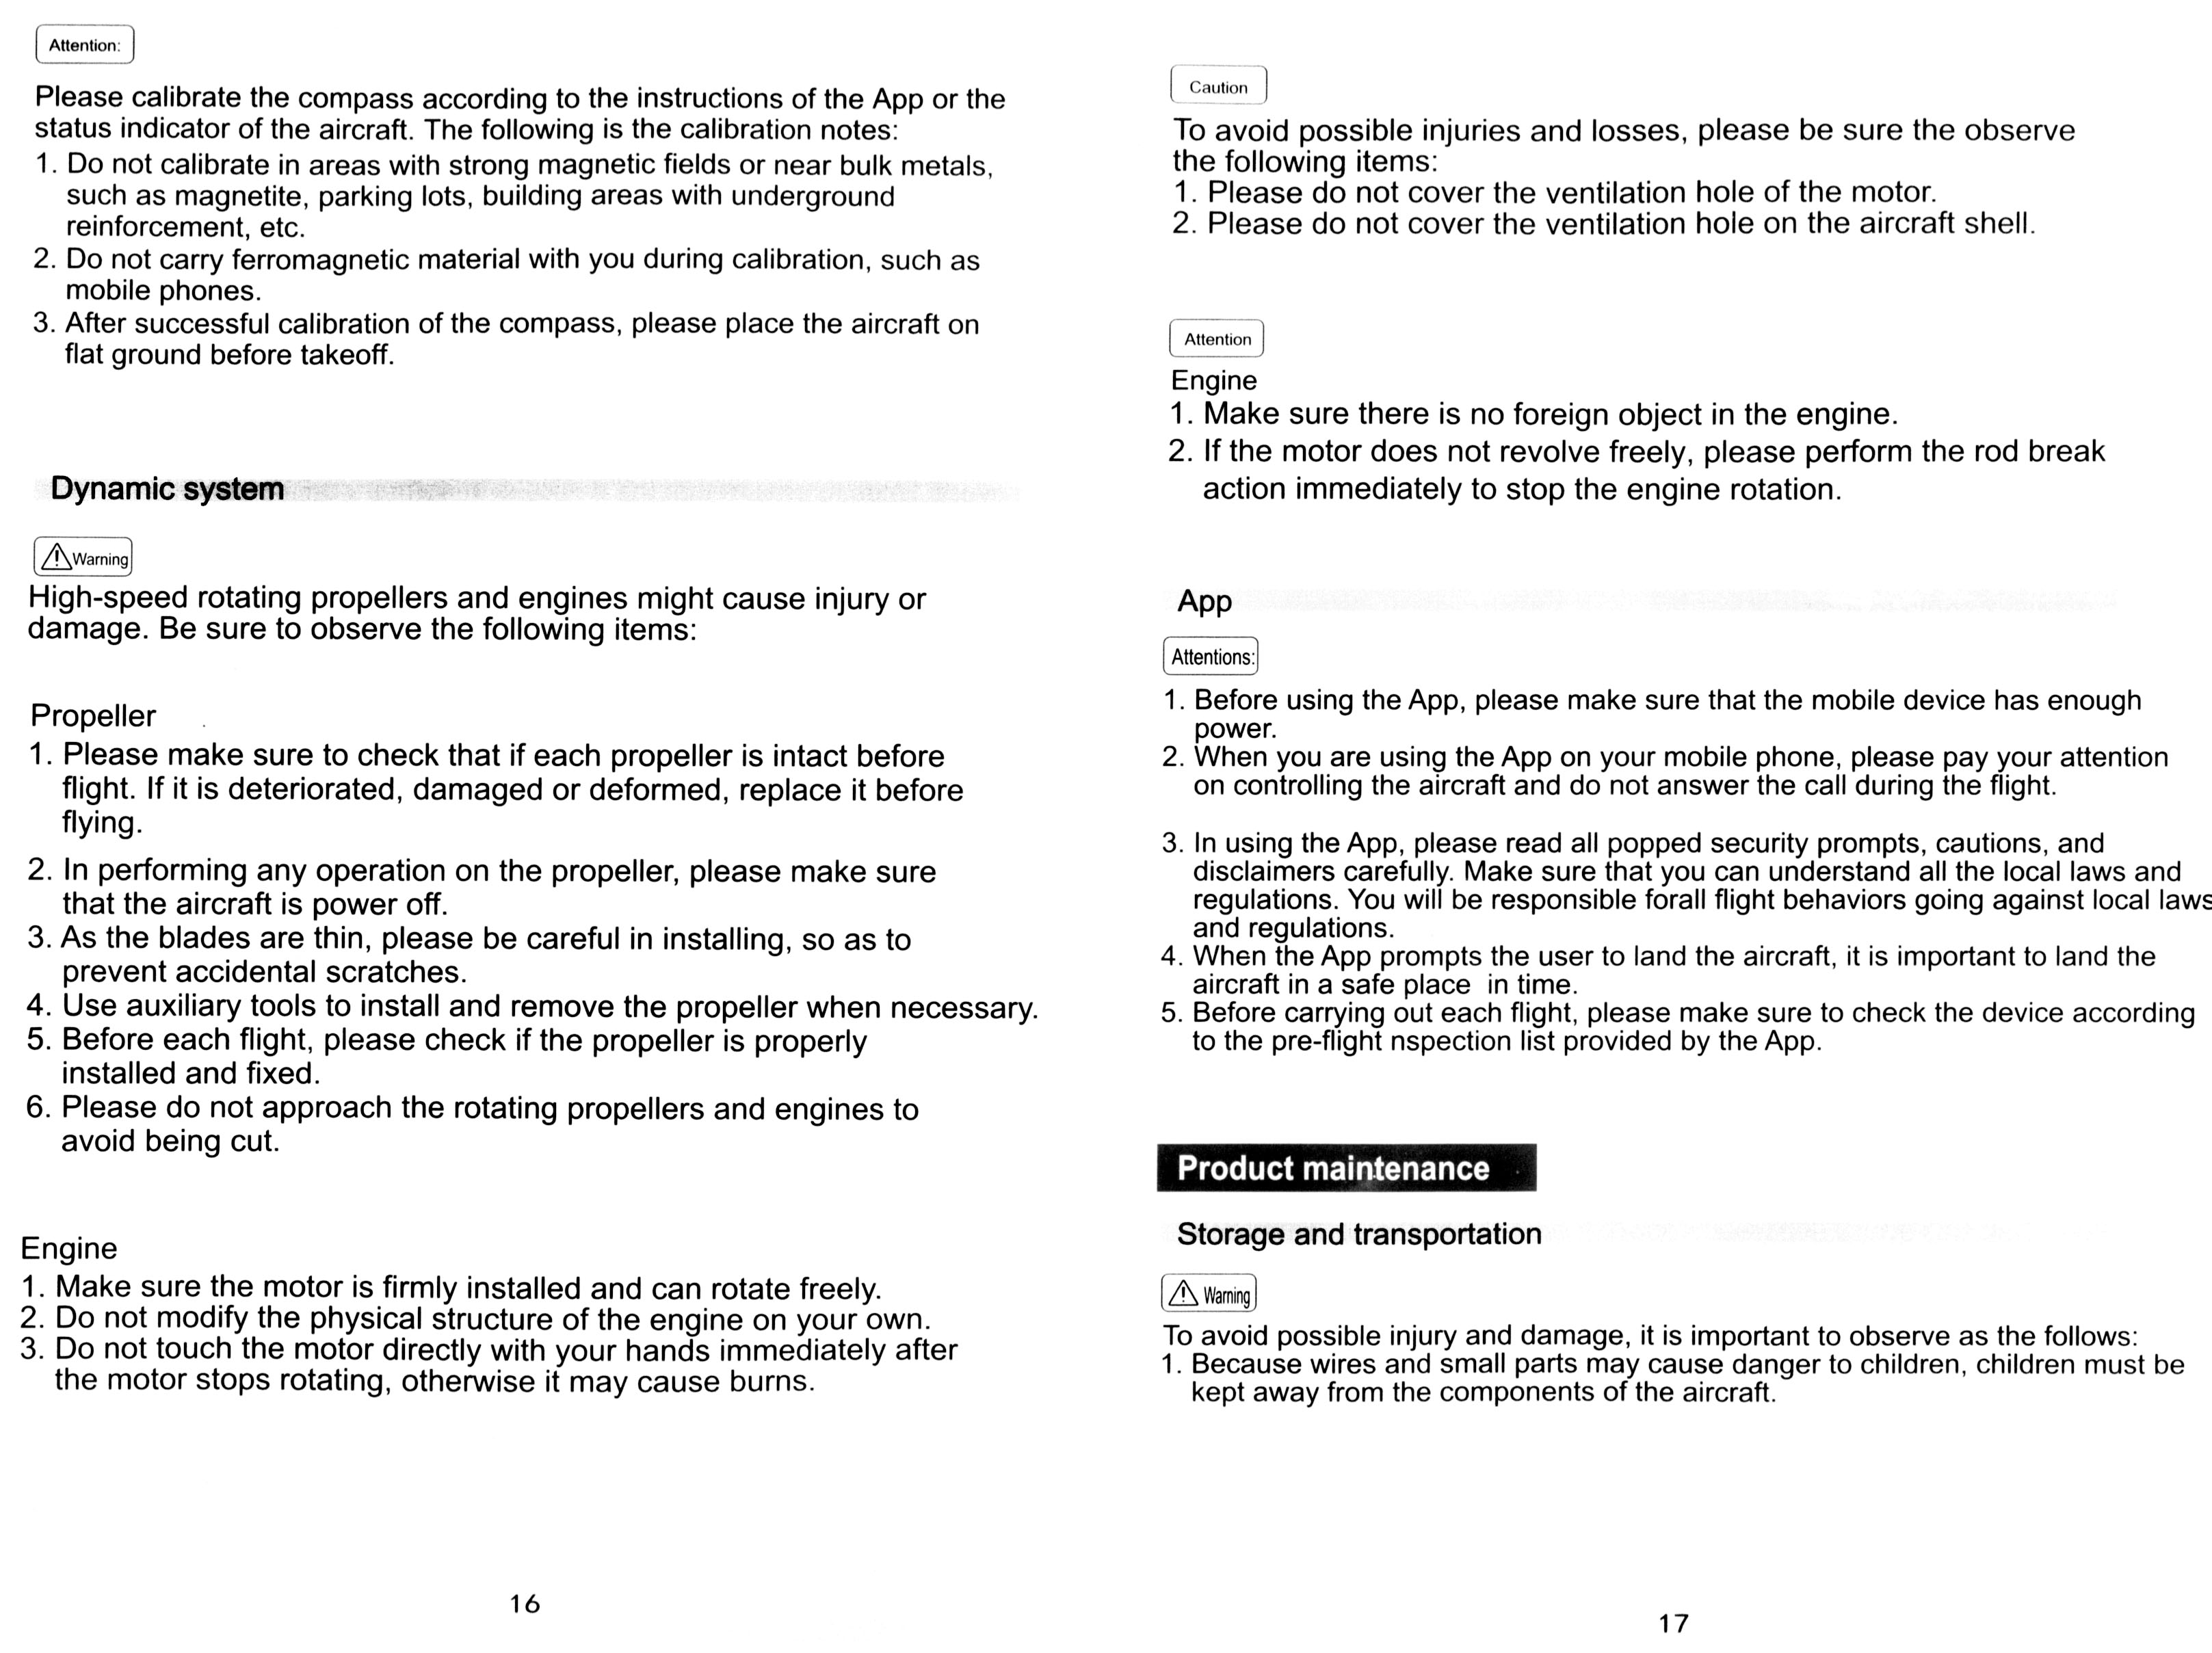 Attention:
Please calibrate the compass according to the instructions of the App or the
status indicator of the aircraft. The following is the calibration notes:
1. Do not calibrate in areas with strong magnetic fields or near bulk metals,
such as magnetite, parking lots, building areas with underground
reinforcement, etc.
2. Do not carry ferromagnetic material with you during calibration, such as
mobile phones.
3. After successful calibration of the compass, please place the aircraft on
flat ground before takeoff.
Dynamic system
Warning
High-speed rotating propellers and engines might cause injury or
damage. Be sure to observe the following items:
Propeller
1. Please make sure to check that if each propeller is intact before
flight. If it is deteriorated, damaged or deformed, replace it before
flying.
2. In performing any operation on the propeller, please make sure
that the aircraft is power off.
3. As the blades are thin, please be careful in installing, so as to
prevent accidental scratches.
4. Use auxiliary tools to install and remove the propeller when necessary.
5. Before each flight, please check if the propeller is properly
installed and fixed.
6. Please do not approach the rotating propellers and engines to
avoid being cut.
Engine
1. Make sure the motor is firmly installed and can rotate freely.
2. Do not modify the physical structure of the engine on your own.
3. Do not touch the motor directly with your hands immediately after
the motor stops rotating, otherwise it may cause burns.
16
Caution
To avoid possible injuries and losses, please be sure the observe
the following items:
1. Please do not cover the ventilation hole of the motor.
2. Please do not cover the ventilation hole on the aircraft shell.
Attention
Engine
1. Make sure there is no foreign object in the engine.
2. If the motor does not revolve freely, please perform the rod break
action immediately to stop the engine rotation.
App
Attentions:
1. Before using the App, please make sure that the mobile device has enough
power.
2. When you are using the App on your mobile phone, please pay your attention
on controlling the aircraft and do not answer the call during the flight.
3. In using the App, please read all popped security prompts, cautions, and
disclaimers carefully. Make sure that you can understand all the local laws and
regulations. You will be responsible forall flight behaviors going against local laws
and regulations.
4. When the App prompts the user to land the aircraft, it is important to land the
aircraft in a safe place in time.
5. Before carrying out each flight, please make sure to check the device according
to the pre-flight nspection list provided by the App.
Product maintenance
Storage and transportation
Warning
To avoid possible injury and damage, it is important to observe as the follows:
1. Because wires and small parts may cause danger to children, children must be
kept away from the components of the aircraft.
17